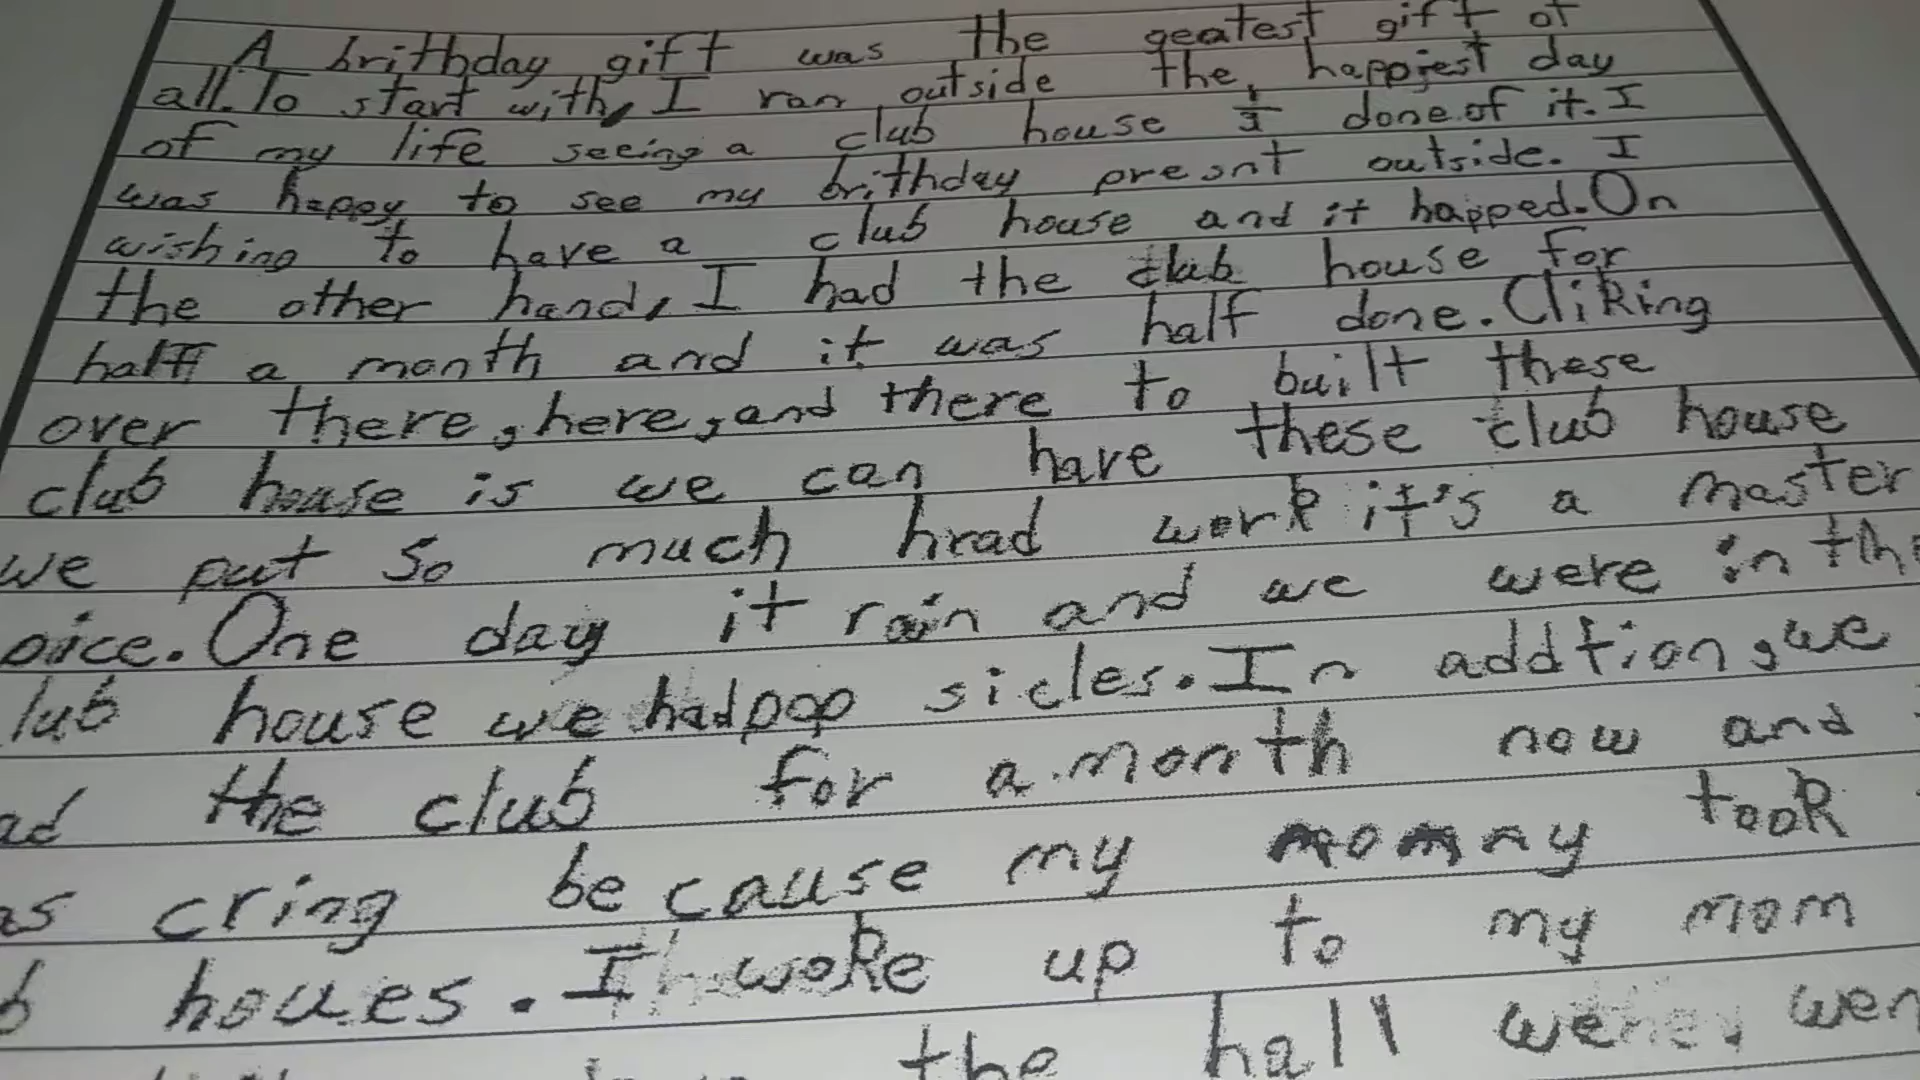 A brithday gift was the geatest gift of
all. To start with, I ran outside the happiest day
of my life seeing a club house 1/2 done of it. I
was happy to see my brithday presnt outside. I
wishing to have a club house and it happed. On
the other hand, I had the club house for
half a month and it was half done. Cliking
over there, here, and there to built these
club house is we can have these club house
we put so much hrad work it's a master
oice. One day it rain and we were in the
lub house we had pop sicles. In addtion, we
ad the club for a month now and
as cring be cause my mommy took
b houes. I woke up to my mom
the hall